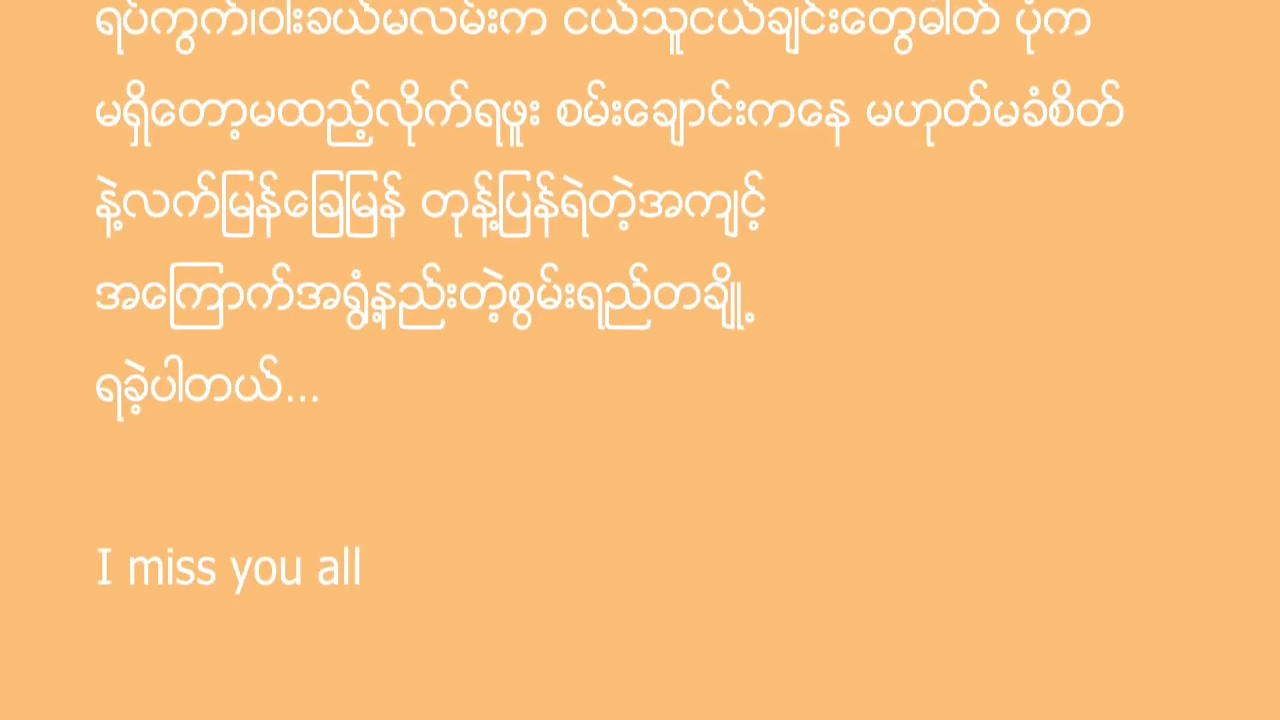 ရပ်ကွက်၊ဝါးခယ်မလမ်းက ငယ်သူငယ်ချင်းတွေဓါတ် ပုံက
မရှိတော့မထည့်လိုက်ရဖူး စမ်းချောင်းကနေ မဟုတ်မခံစိတ်
နဲ့လက်မြန်ခြေမြန် တုန့်ပြန်ရဲတဲ့အကျင့်
အကြောက်အရွံ့နည်းတဲ့စွမ်းရည်တချို့
ရခဲ့ပါတယ်...
I miss you all